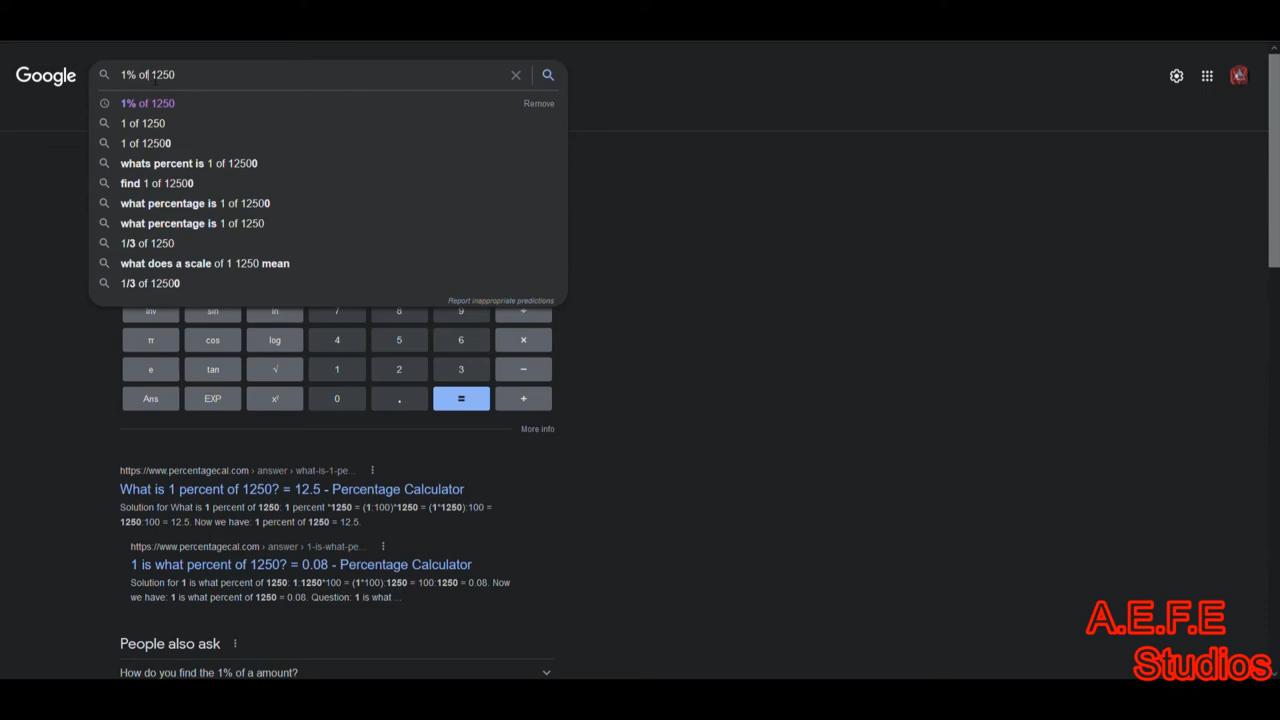 Google
1% of 1250
1% of 1250
Remove
1 of 1250
1 of 12500
whats percent is 1 of 12500
find 1 of 12500
what percentage is 1 of 12500
what percentage is 1 of 1250
1/3 of 1250
what does a scale of 1 1250 mean
1/3 of 12500
Report inappropriate predictions
Inv sin ln 7 8 9 ÷
π cos log 4 5 6 ×
e tan √ 1 2 3 −
Ans EXP xʸ 0 . = +
More info
https://www.percentagecal.com › answer › what-is-1-pe...
What is 1 percent of 1250? = 12.5 - Percentage Calculator
Solution for What is 1 percent of 1250: 1 percent *1250 = (1:100)*1250 = (1*1250):100 =
1250:100 = 12.5. Now we have: 1 percent of 1250 = 12.5.
https://www.percentagecal.com › answer › 1-is-what-pe...
1 is what percent of 1250? = 0.08 - Percentage Calculator
Solution for 1 is what percent of 1250: 1:1250*100 = (1*100):1250 = 100:1250 = 0.08. Now
we have: 1 is what percent of 1250 = 0.08. Question: 1 is what ...
People also ask
How do you find the 1% of a amount?
A.E.F.E
Studios